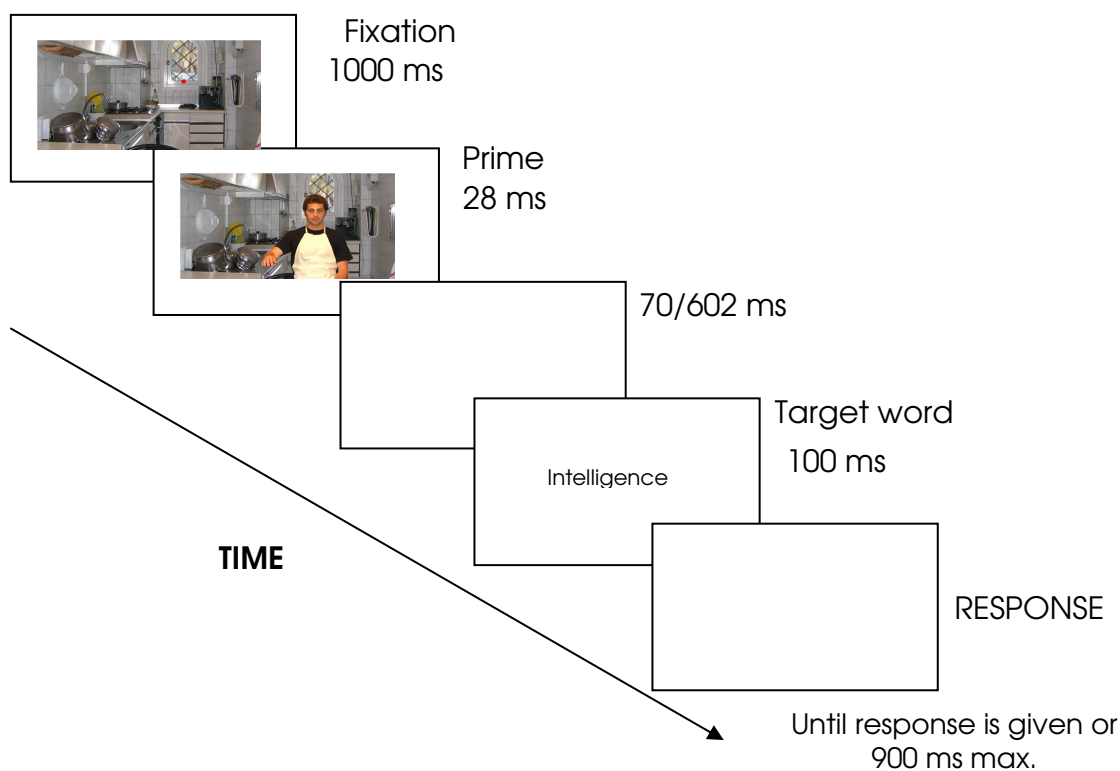 Fixation
1000 ms
Prime
28 ms
70/602 ms
Target word
100 ms
Intelligence
TIME
RESPONSE
Until response is given or
900 ms max.